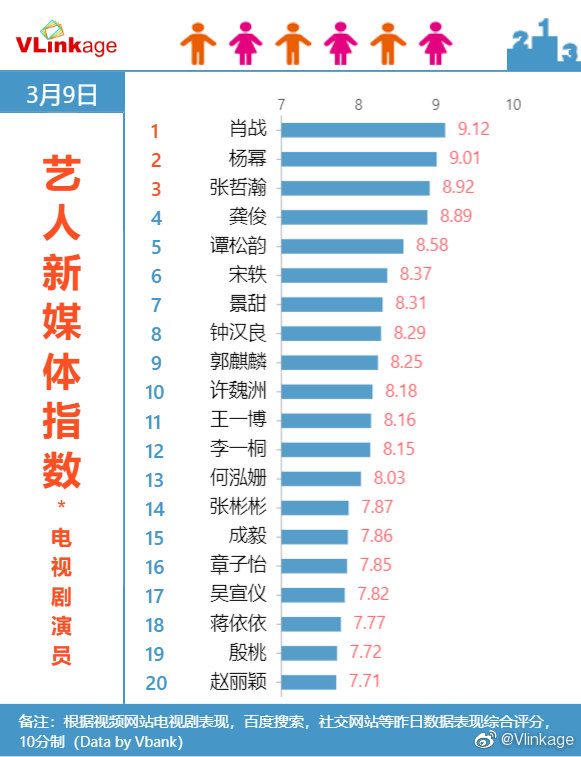 VLinkage
1
2
3
3月9日
艺人新媒体指数
*
电视剧演员
7 8 9 10
1 肖战 9.12
2 杨幂 9.01
3 张哲瀚 8.92
4 龚俊 8.89
5 谭松韵 8.58
6 宋轶 8.37
7 景甜 8.31
8 钟汉良 8.29
9 郭麒麟 8.25
10 许魏洲 8.18
11 王一博 8.16
12 李一桐 8.15
13 何泓姗 8.03
14 张彬彬 7.87
15 成毅 7.86
16 章子怡 7.85
17 吴宣仪 7.82
18 蒋依依 7.77
19 殷桃 7.72
20 赵丽颖 7.71
备注：根据视频网站电视剧表现，百度搜索，社交网站等昨日数据表现综合评分，
10分制（Data by Vbank）
@Vlinkage